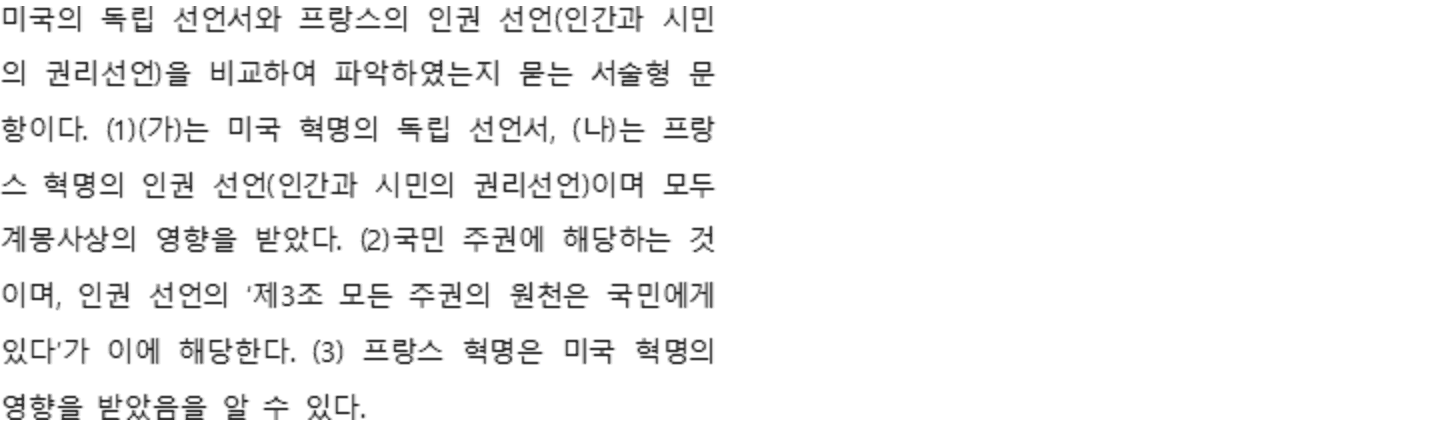 미국의 독립 선언서와 프랑스의 인권 선언(인간과 시민
의 권리선언)을 비교하여 파악하였는지 묻는 서술형 문
항이다. (1)(가)는 미국 혁명의 독립 선언서, (나)는 프랑
스 혁명의 인권 선언(인간과 시민의 권리선언)이며 모두
계몽사상의 영향을 받았다. (2)국민 주권에 해당하는 것
이며, 인권 선언의 '제3조 모든 주권의 원천은 국민에게
있다'가 이에 해당한다. (3) 프랑스 혁명은 미국 혁명의
영향을 받았음을 알 수 있다.